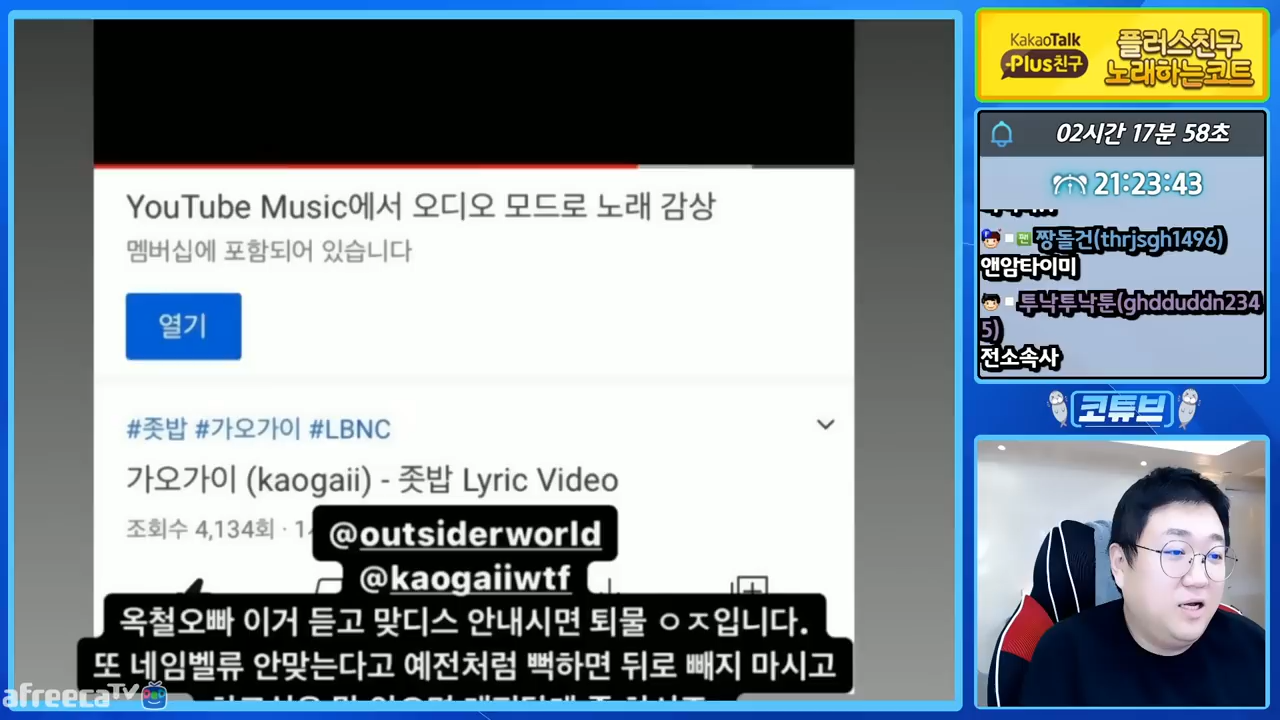 YouTube Music에서 오디오 모드로 노래 감상
멤버십에 포함되어 있습니다
열기
#좃밥 #가오가이 #LBNC
가오가이 (kaogaii) - 좃밥 Lyric Video
조회수 4,134회 ·
@outsiderworld
@kaogaiiwtf
옥철오빠 이거 듣고 맞디스 안내시면 퇴물 ㅇㅈ입니다.
또 네임벨류 안맞는다고 예전처럼 뻑하면 뒤로 빼지 마시고
afreecaTV
KakaoTalk
Plus친구
플러스친구
노래하는코트
02시간 17분 58초
21:23:43
팬 짱돌건(thrjsgh1496)
앤암타이미
투낙투낙툰(ghdduddn234
5)
전소속사
코튜브